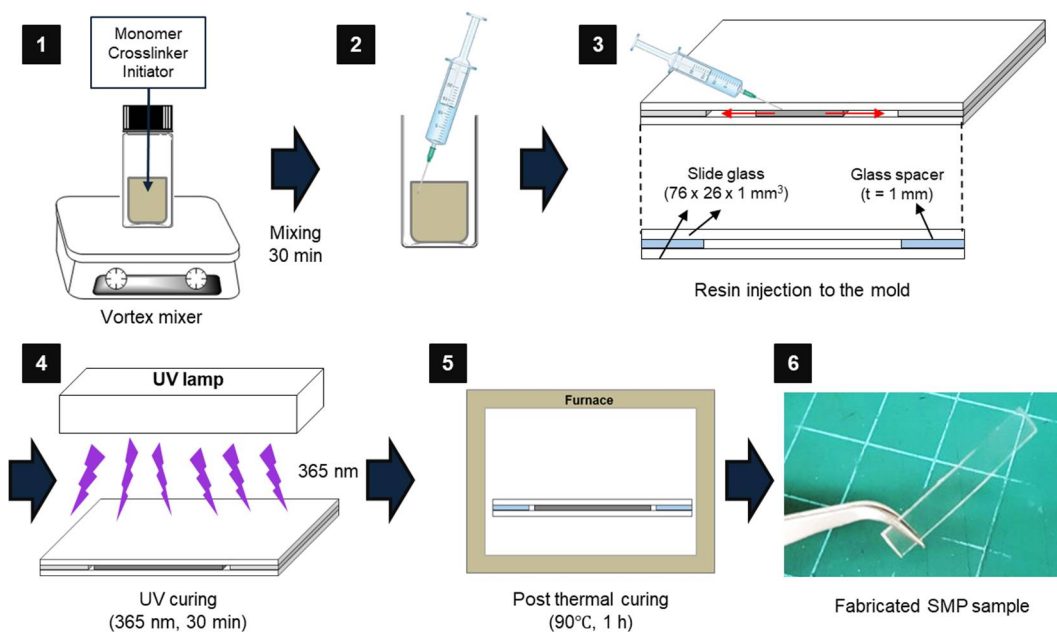 1
Monomer
Crosslinker
Initiator
Vortex mixer
Mixing
30 min
2
3
Slide glass
(76 x 26 x 1 mm³)
Glass spacer
(t = 1 mm)
Resin injection to the mold
4
UV lamp
365 nm
UV curing
(365 nm, 30 min)
5
Furnace
Post thermal curing
(90℃, 1 h)
6
Fabricated SMP sample